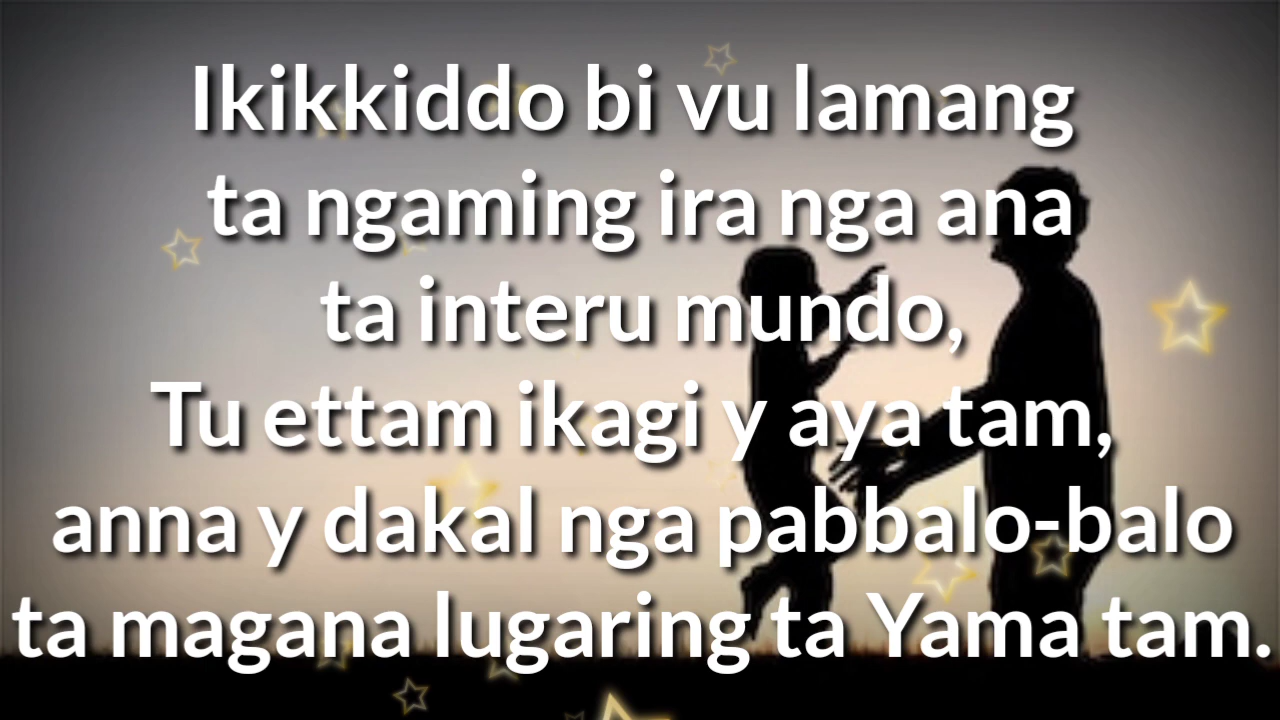 Ikikkiddo bi vu lamang
ta ngaming ira nga ana
ta interu mundo,
Tu ettam ikagi y aya tam,
anna y dakal nga pabbalo-balo
ta magana lugaring ta Yama tam.